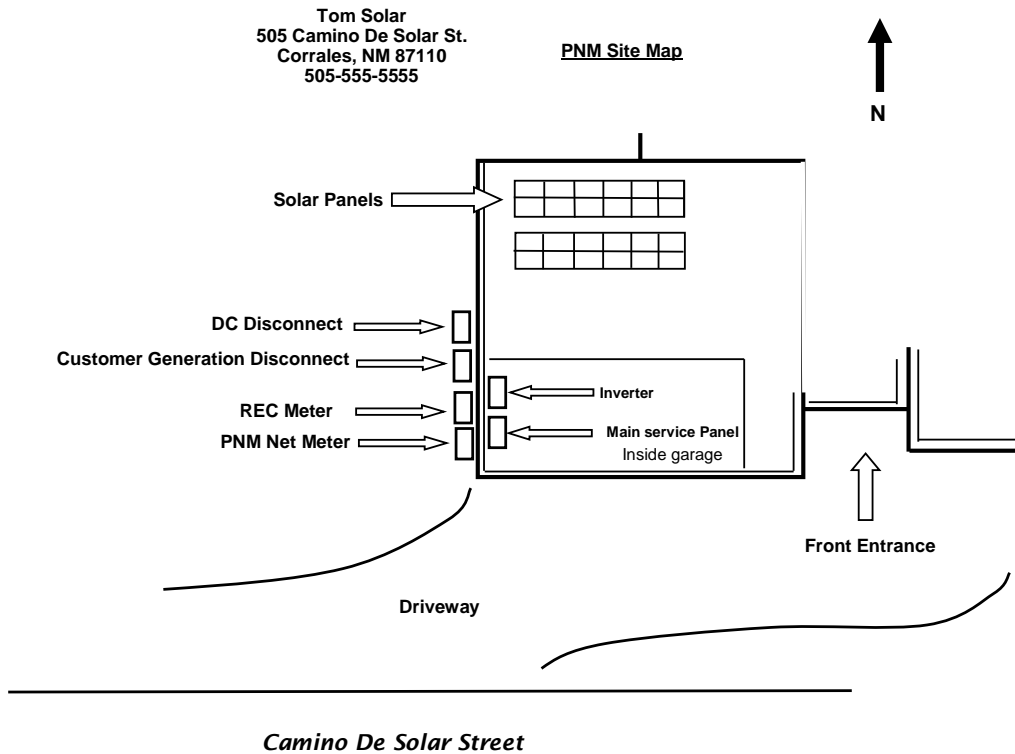 Tom Solar
505 Camino De Solar St.
Corrales, NM 87110
505-555-5555
PNM Site Map
N
Solar Panels
DC Disconnect
Customer Generation Disconnect
REC Meter
PNM Net Meter
Inverter
Main service Panel
Inside garage
Front Entrance
Driveway
Camino De Solar Street